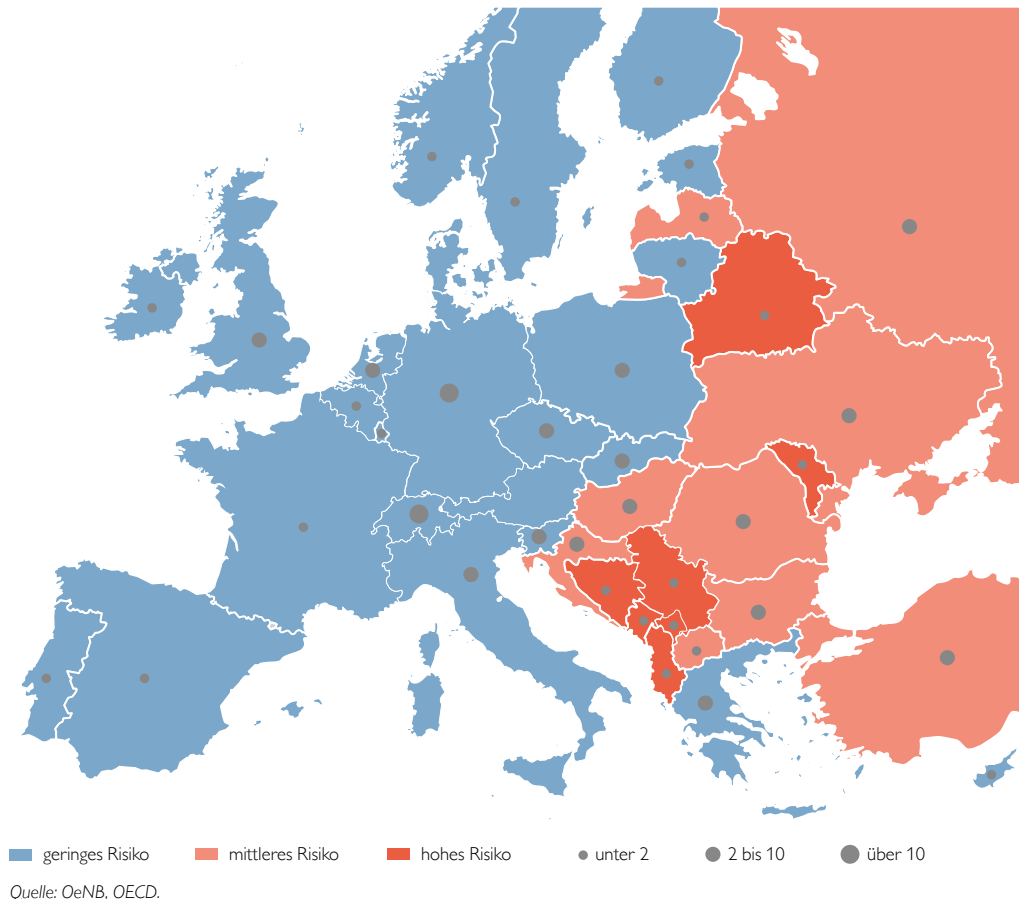 geringes Risiko mittleres Risiko hohes Risiko unter 2 2 bis 10 über 10
Quelle: OeNB, OECD.